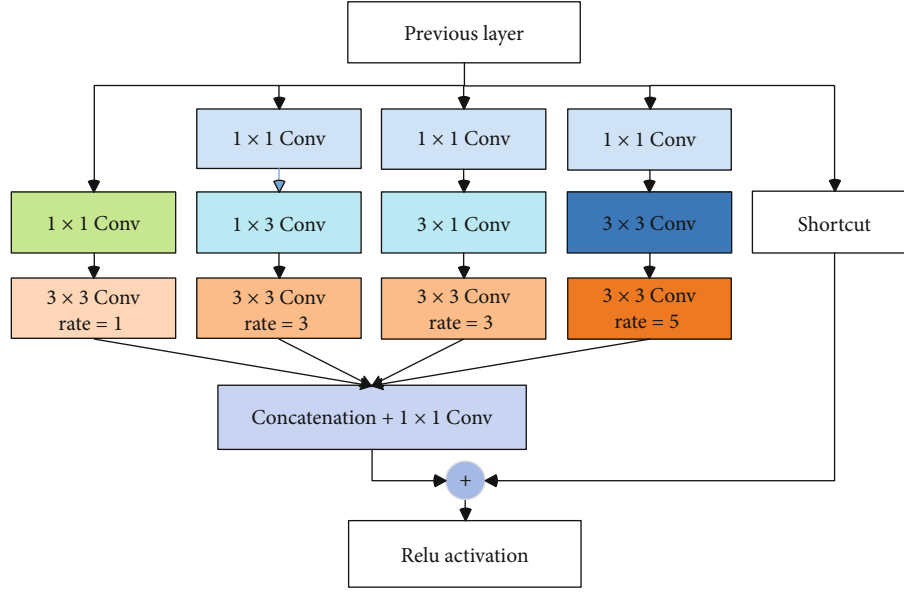 Previous layer
1 × 1 Conv
1 × 1 Conv
1 × 1 Conv
1 × 1 Conv
1 × 3 Conv
3 × 1 Conv
3 × 3 Conv
Shortcut
3 × 3 Conv
rate = 1
3 × 3 Conv
rate = 3
3 × 3 Conv
rate = 3
3 × 3 Conv
rate = 5
Concatenation + 1 × 1 Conv
+
Relu activation